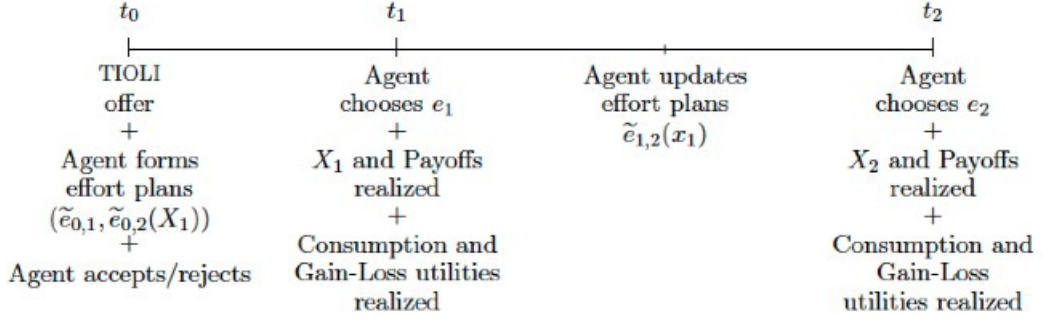 t₀
t₁
t₂
TIOLI
offer
+
Agent forms
effort plans
(ẽ₀,₁, ẽ₀,₂(X₁))
+
Agent accepts/rejects
Agent
chooses e₁
+
X₁ and Payoffs
realized
+
Consumption and
Gain-Loss utilities
realized
Agent updates
effort plans
ẽ₁,₂(x₁)
Agent
chooses e₂
+
X₂ and Payoffs
realized
+
Consumption and
Gain-Loss
utilities realized